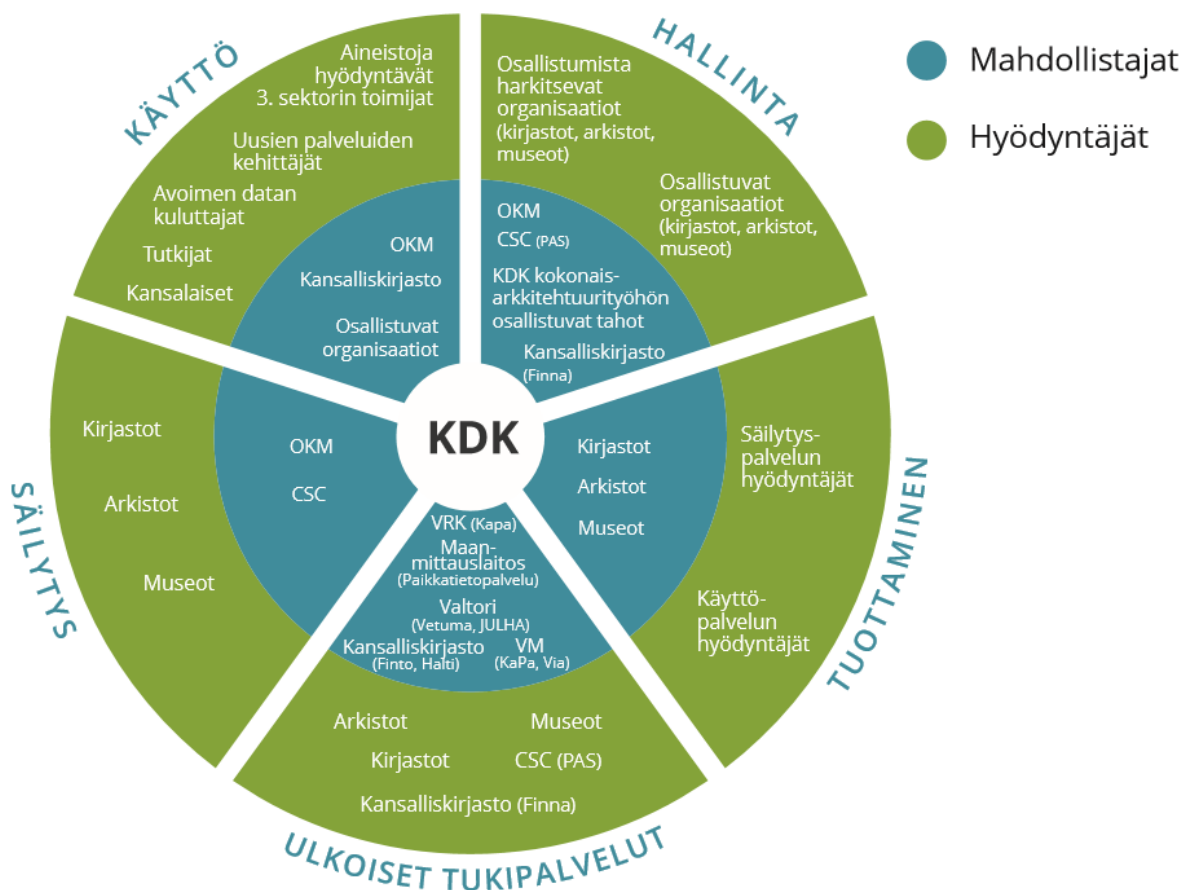 KÄYTTÖ
Aineistoja
hyödyntävät
3. sektorin toimijat
Uusien palveluiden
kehittäjät
Avoimen datan
kuluttajat
Tutkijat
Kansalaiset
OKM
Kansalliskirjasto
Osallistuvat
organisaatiot
HALLINTA
Osallistumista
harkitsevat
organisaatiot
(kirjastot, arkistot,
museot)
Osallistuvat
organisaatiot
(kirjastot, arkistot,
museot)
OKM
CSC (PAS)
KDK kokonais-
arkkitehtuurityöhön
osallistuvat tahot
Kansalliskirjasto
(Finna)
Mahdollistajat
Hyödyntäjät
KDK
SÄILYTYS
Kirjastot
Arkistot
Museot
OKM
CSC
TUOTTAMINEN
Kirjastot
Arkistot
Museot
Säilytys-
palvelun
hyödyntäjät
Käyttö-
palvelun
hyödyntäjät
VRK (Kapa)
Maan-
mittauslaitos
(Paikkatietopalvelu)
Valtori
(Vetuma, JULHA)
Kansalliskirjasto
(Finto, Halti)
VM
(KaPa, Via)
Arkistot
Museot
Kirjastot
CSC (PAS)
Kansalliskirjasto (Finna)
ULKOISET TUKIPALVELUT